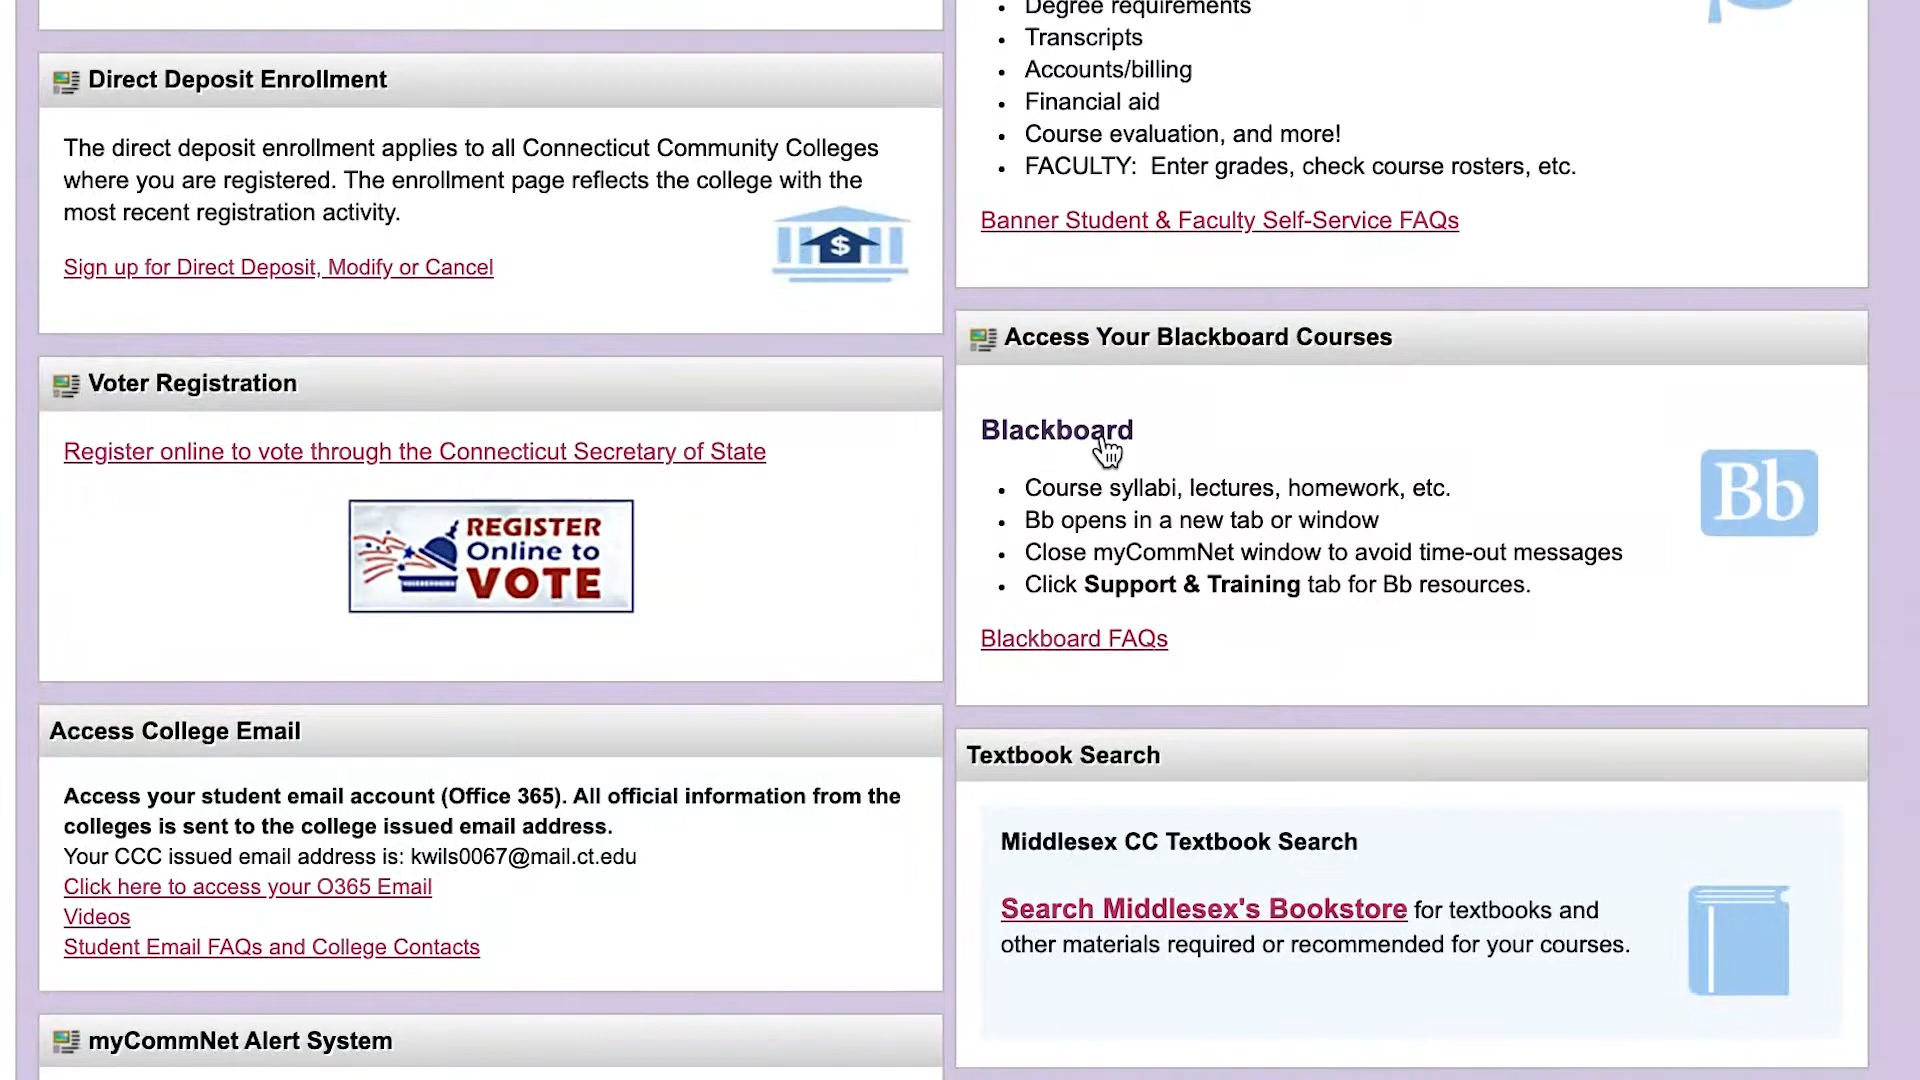 Direct Deposit Enrollment
The direct deposit enrollment applies to all Connecticut Community Colleges
where you are registered. The enrollment page reflects the college with the
most recent registration activity.
$
Sign up for Direct Deposit, Modify or Cancel
Voter Registration
Register online to vote through the Connecticut Secretary of State
REGISTER
Online to
VOTE
Access College Email
Access your student email account (Office 365). All official information from the
colleges is sent to the college issued email address.
Your CCC issued email address is: kwils0067@mail.ct.edu
Click here to access your O365 Email
Videos
Student Email FAQs and College Contacts
myCommNet Alert System
Degree requirements
Transcripts
Accounts/billing
Financial aid
Course evaluation, and more!
FACULTY: Enter grades, check course rosters, etc.
Banner Student & Faculty Self-Service FAQs
Access Your Blackboard Courses
Blackboard
Course syllabi, lectures, homework, etc.
Bb opens in a new tab or window
Close myCommNet window to avoid time-out messages
Click Support & Training tab for Bb resources.
Bb
Blackboard FAQs
Textbook Search
Middlesex CC Textbook Search
Search Middlesex's Bookstore for textbooks and
other materials required or recommended for your courses.